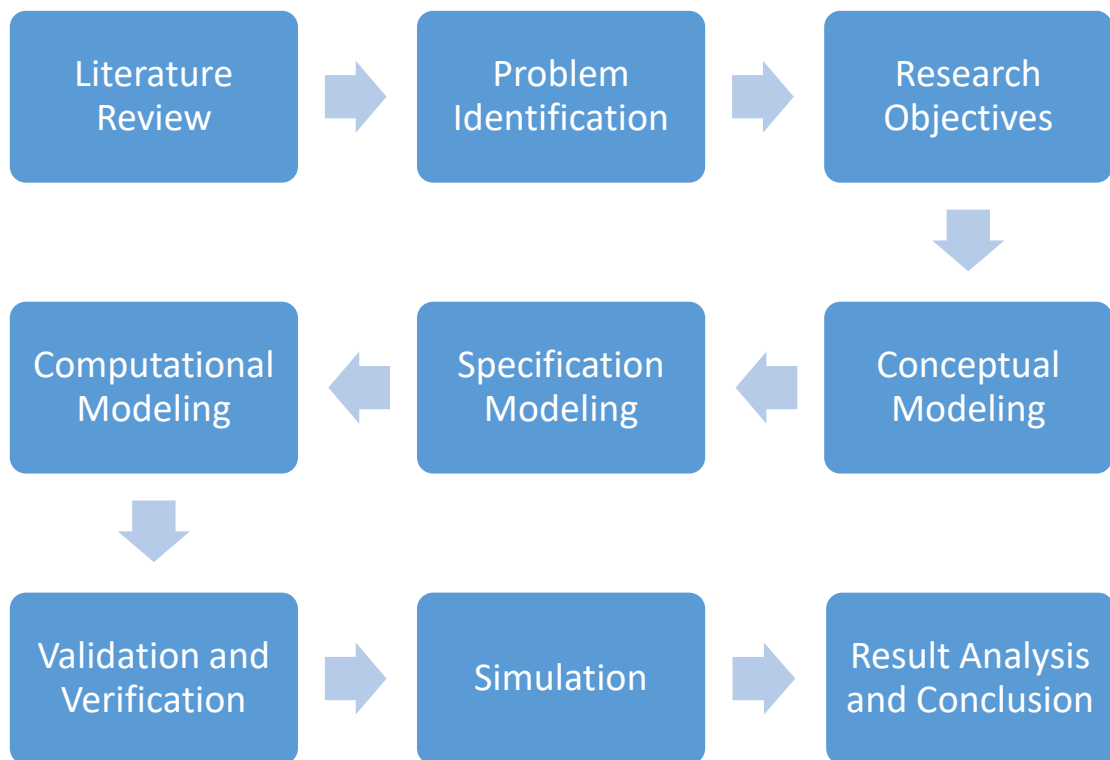 Literature
Review
Problem
Identification
Research
Objectives
Conceptual
Modeling
Specification
Modeling
Computational
Modeling
Validation and
Verification
Simulation
Result Analysis
and Conclusion